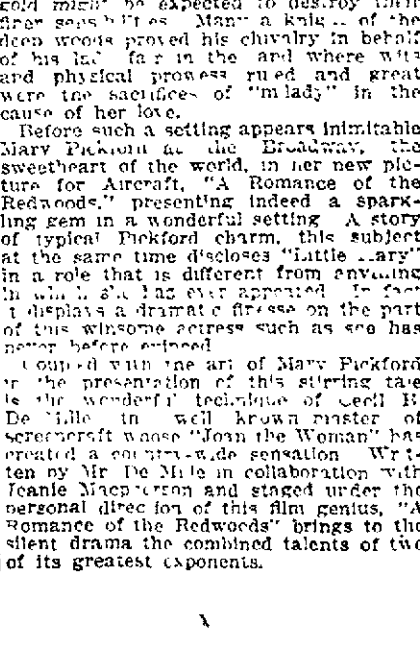 gold might be expected to destroy their
finer sensibilities. Many a knight of the
deep woods proved his chivalry in behalf
of his lady fair in the land where wits
and physical prowess ruled and great
were the sacrifices of "m'lady" in the
cause of her love.
Before such a setting appears inimitable
Mary Pickford at the Broadway, the
sweetheart of the world, in her new pic-
ture for Aircraft, "A Romance of the
Redwoods," presenting indeed a spark-
ling gem in a wonderful setting. A story
of typical Pickford charm, this subject
at the same time discloses "Little Mary"
in a role that is different from anything
in which she has ever appeared. In fact
it displays a dramatic finesse on the part
of this winsome actress such as she has
never before evinced.
Coupled with the art of Mary Pickford
in the presentation of this stirring tale
is the wonderful technique of Cecil B.
De Mille, well known master of
screencraft whose "Joan the Woman" has
created a country-wide sensation. Writ-
ten by Mr. De Mille in collaboration with
Jeanie Macpherson and staged under the
personal direction of this film genius, "A
Romance of the Redwoods" brings to the
silent drama the combined talents of two
of its greatest exponents.